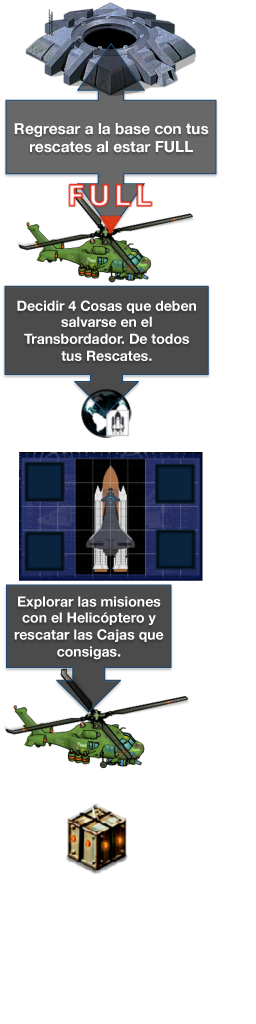 Regresar a la base con tus
rescates al estar FULL
FULL
Decidir 4 Cosas que deben
salvarse en el
Transbordador. De todos
tus Rescates.
Explorar las misiones
con el Helicóptero y
rescatar las Cajas que
consigas.